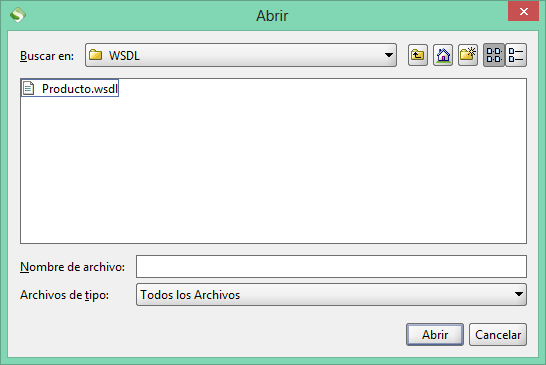 Abrir
Buscar en: WSDL
Producto.wsdl
Nombre de archivo:
Archivos de tipo: Todos los Archivos
Abrir Cancelar